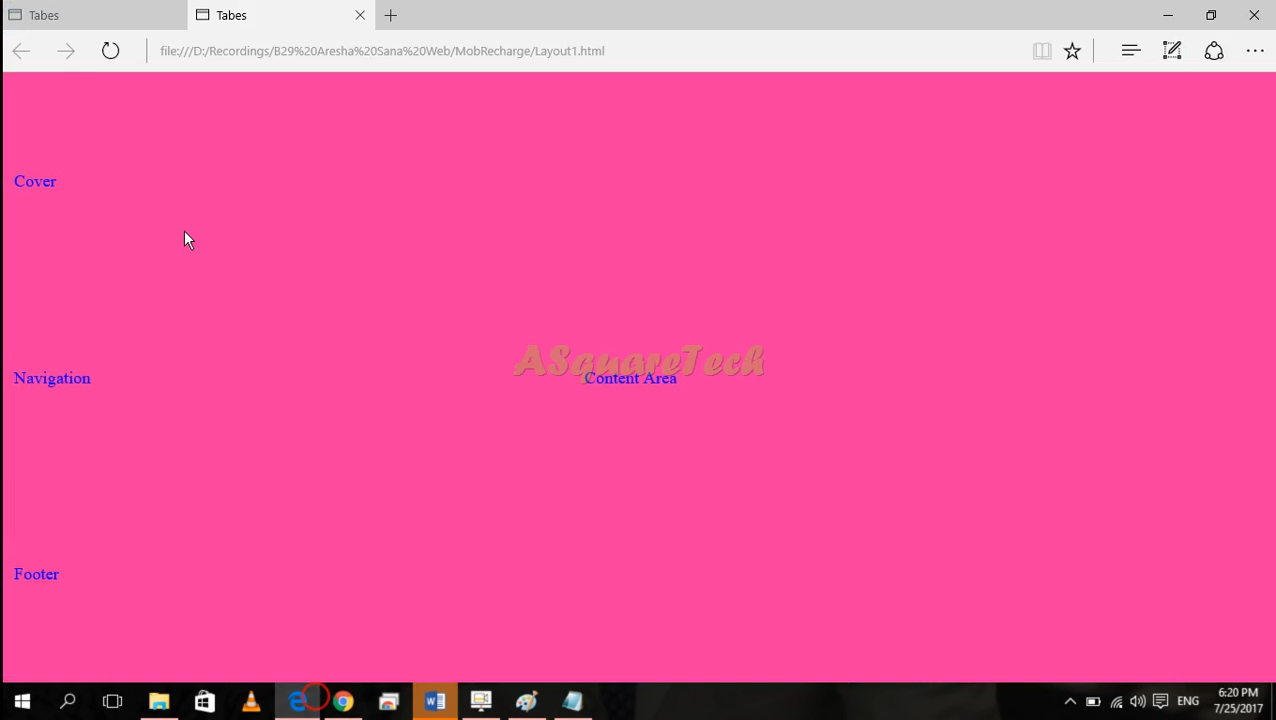 Tabes
Tabes
file:///D:/Recordings/B29%20Aresha%20Sana%20Web/MobRecharge/Layout1.html
Cover
ASquareTech
Navigation
Content Area
Footer
ENG
6:20 PM
7/25/2017